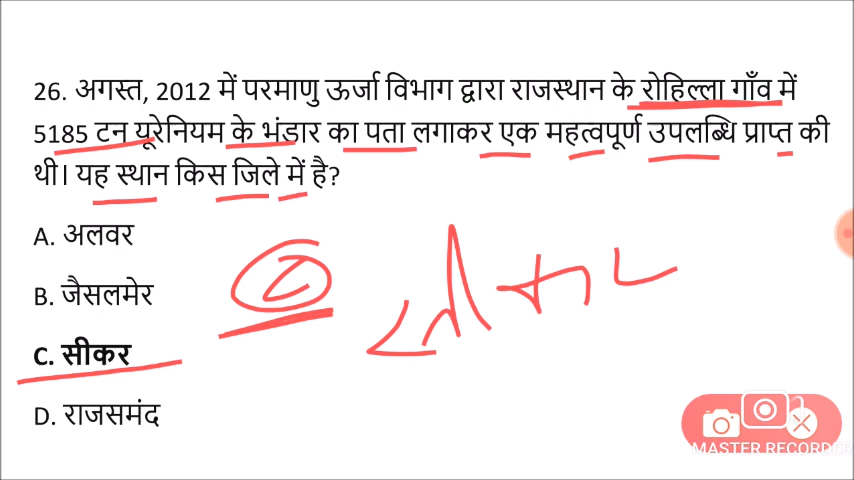 26. अगस्त, 2012 में परमाणु ऊर्जा विभाग द्वारा राजस्थान के रोहिल्ला गाँव में
5185 टन यूरेनियम के भंडार का पता लगाकर एक महत्वपूर्ण उपलब्धि प्राप्त की
थी। यह स्थान किस जिले में है?
A. अलवर
B. जैसलमेर
C. सीकर
D. राजसमंद
MASTER RECORDER